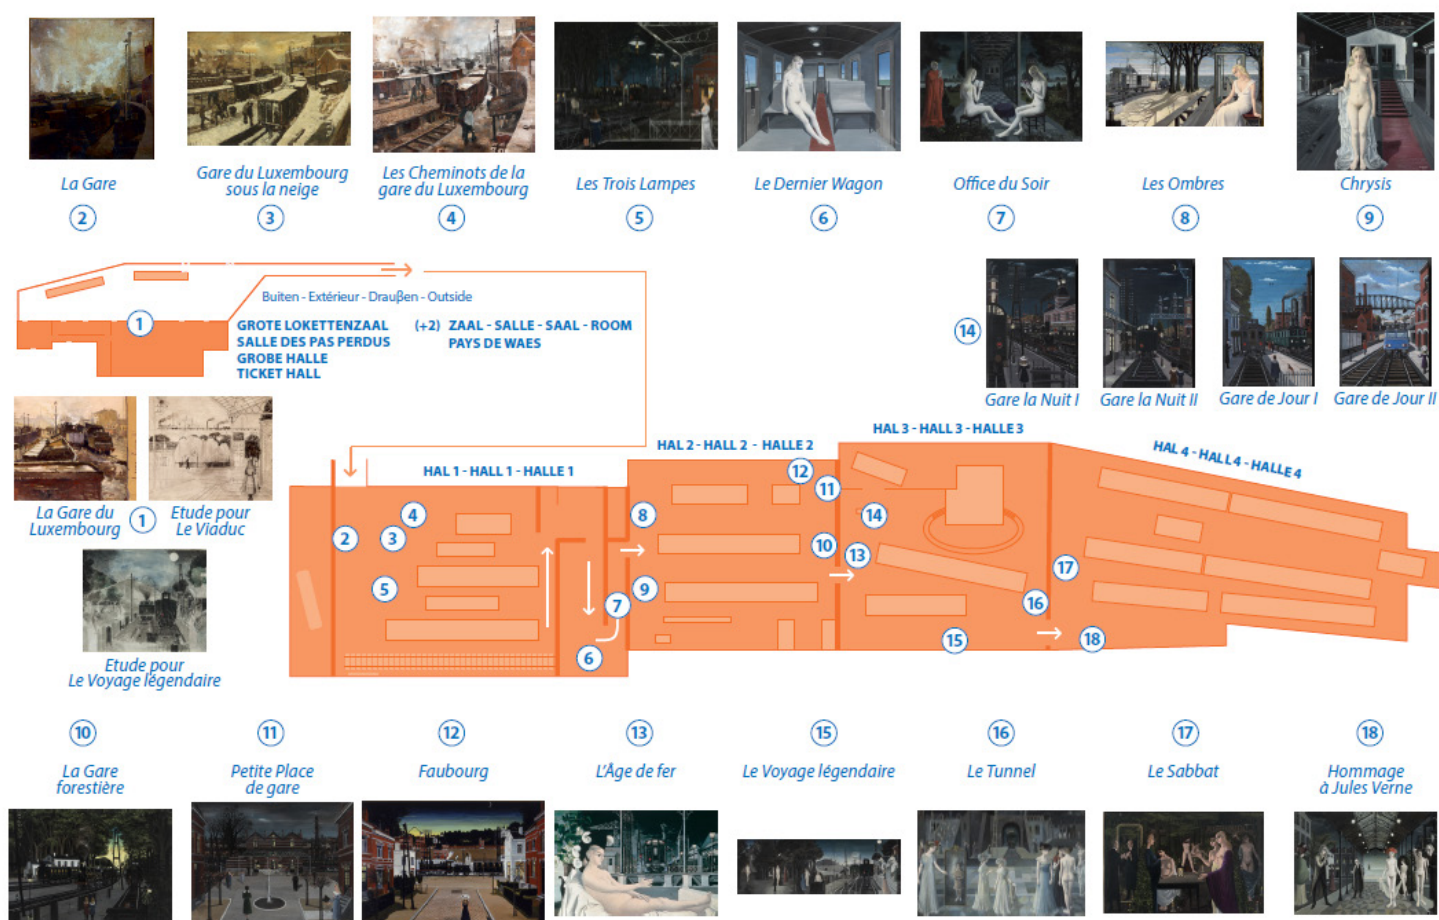 La Gare
2
Gare du Luxembourg
sous la neige
3
Les Cheminots de la
gare du Luxembourg
4
Les Trois Lampes
5
Le Dernier Wagon
6
Office du Soir
7
Les Ombres
8
Chrysis
9
Buiten - Extérieur - Drauβen - Outside
1
GROTE LOKETTENZAAL
SALLE DES PAS PERDUS
GROBE HALLE
TICKET HALL
(+2) ZAAL - SALLE - SAAL - ROOM
PAYS DE WAES
14
Gare la Nuit I
Gare la Nuit II
Gare de Jour I
Gare de Jour II
La Gare du
Luxembourg
1
Etude pour
Le Viaduc
Etude pour
Le Voyage légendaire
HAL 1 - HALL 1 - HALLE 1
HAL 2 - HALL 2 - HALLE 2
HAL 3 - HALL 3 - HALLE 3
HAL 4 - HALL 4 - HALLE 4
2
3
4
5
6
7
8
9
10
11
12
13
14
15
16
17
18
10
La Gare
forestière
11
Petite Place
de gare
12
Faubourg
13
L'Âge de fer
15
Le Voyage légendaire
16
Le Tunnel
17
Le Sabbat
18
Hommage
à Jules Verne